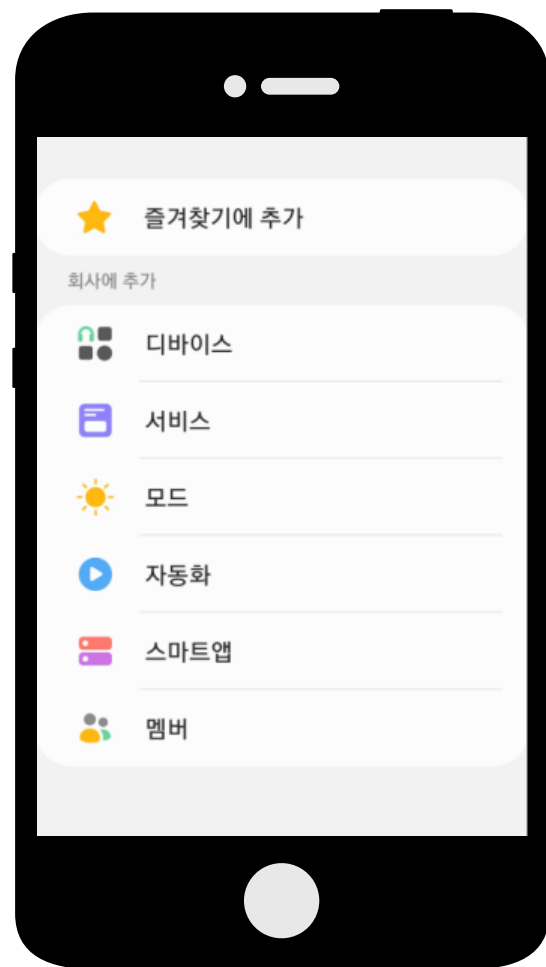 즐겨찾기에 추가
회사에 추가
디바이스
서비스
모드
자동화
스마트앱
멤버